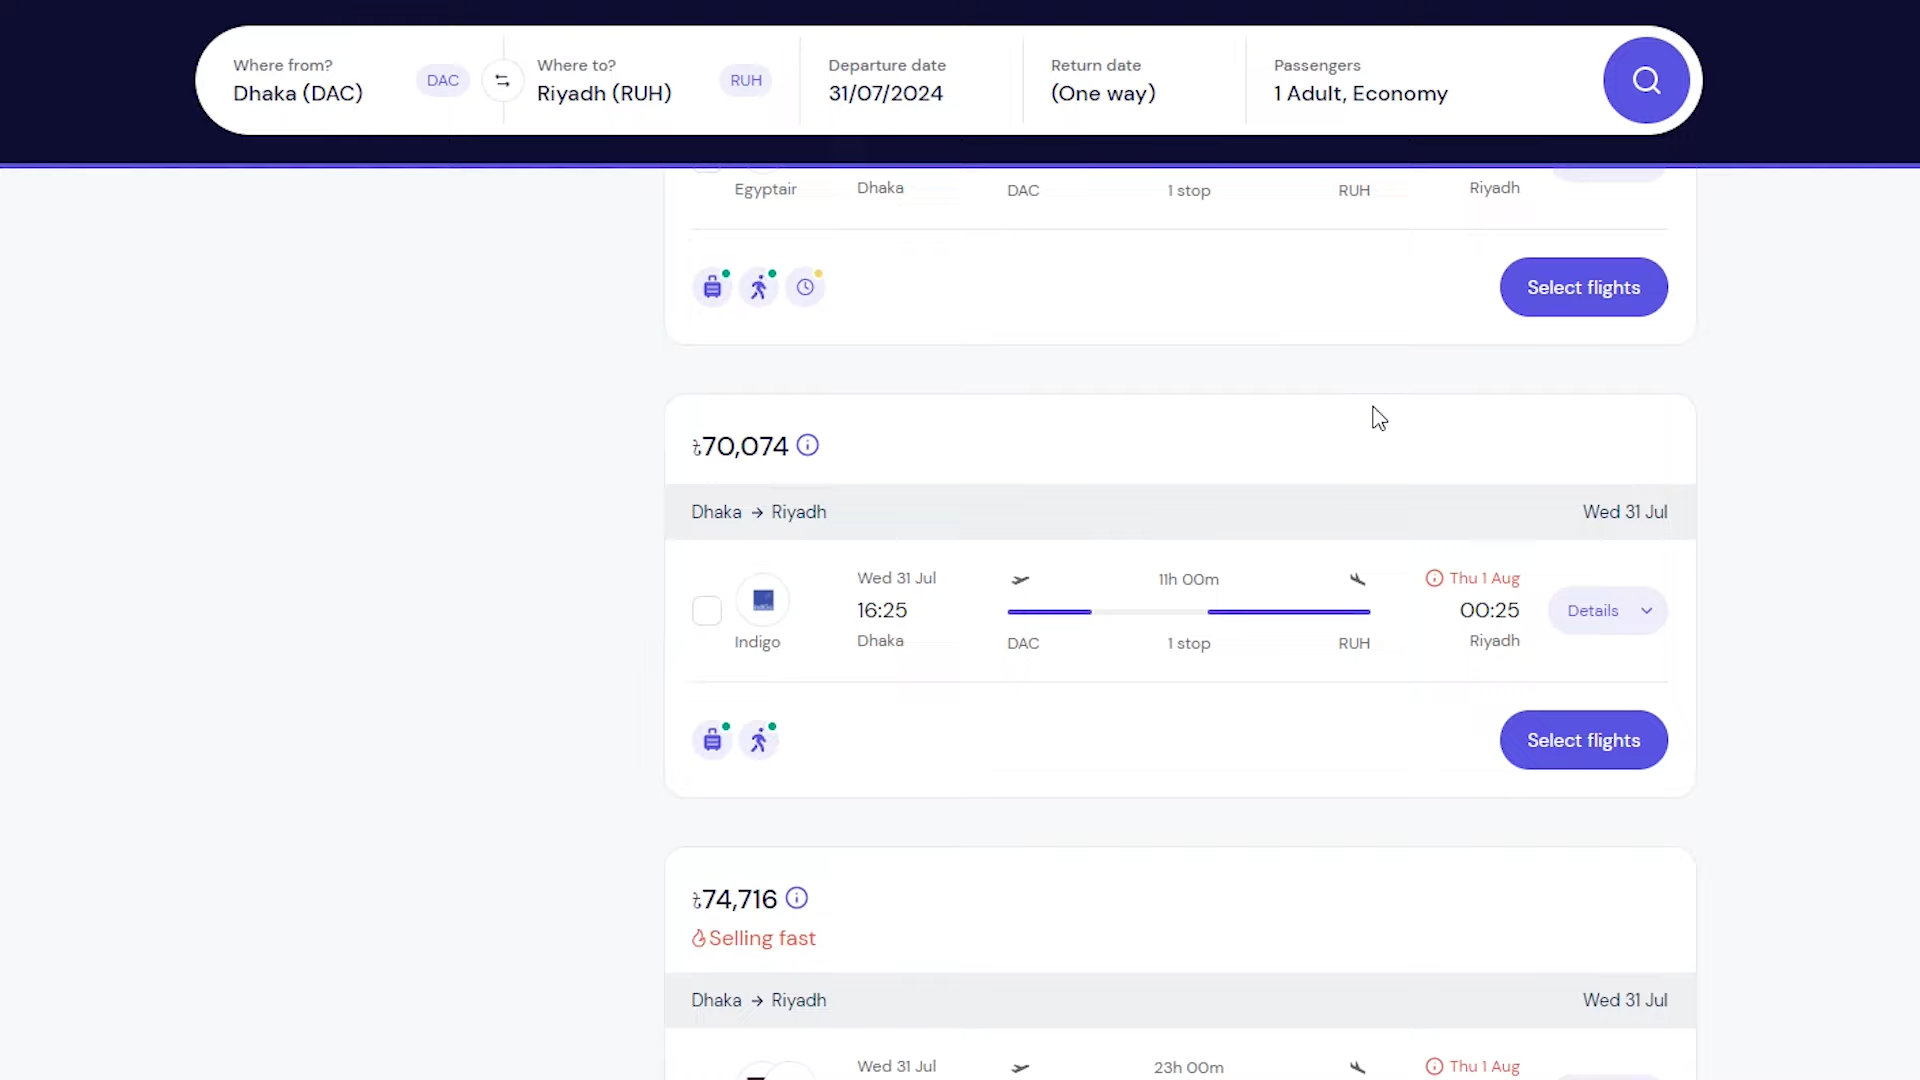 Where from?
Dhaka (DAC)
DAC
Where to?
Riyadh (RUH)
RUH
Departure date
31/07/2024
Return date
(One way)
Passengers
1 Adult, Economy
Egyptair
Dhaka
DAC
1 stop
RUH
Riyadh
Select flights
৳70,074
Dhaka → Riyadh
Wed 31 Jul
Wed 31 Jul
11h 00m
Thu 1 Aug
16:25
00:25
Details
Indigo
Dhaka
DAC
1 stop
RUH
Riyadh
Select flights
৳74,716
Selling fast
Dhaka → Riyadh
Wed 31 Jul
Wed 31 Jul
23h 00m
Thu 1 Aug